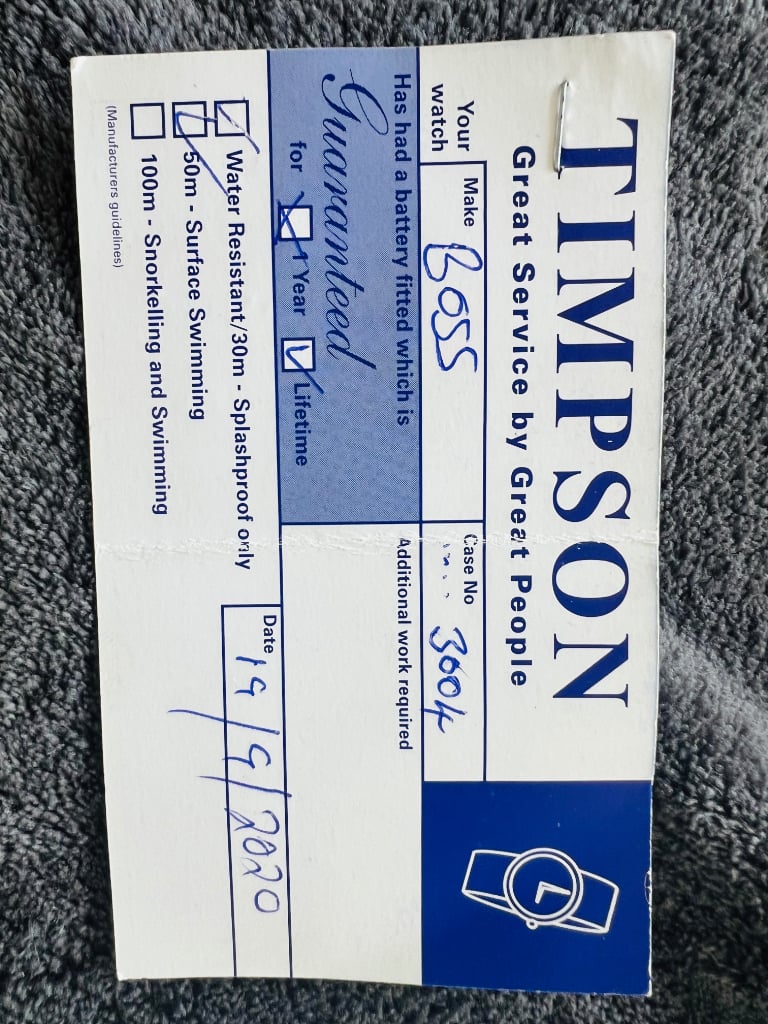 TIMPSON
Great Service by Great People
Your watch
Make BOSS
Case No 3004
Has had a battery fitted which is
Guaranteed
for 1 Year Lifetime
Additional work required
Water Resistant/30m - Splashproof only
50m - Surface Swimming
100m - Snorkelling and Swimming
(Manufacturers guidelines)
Date 19/9/2020